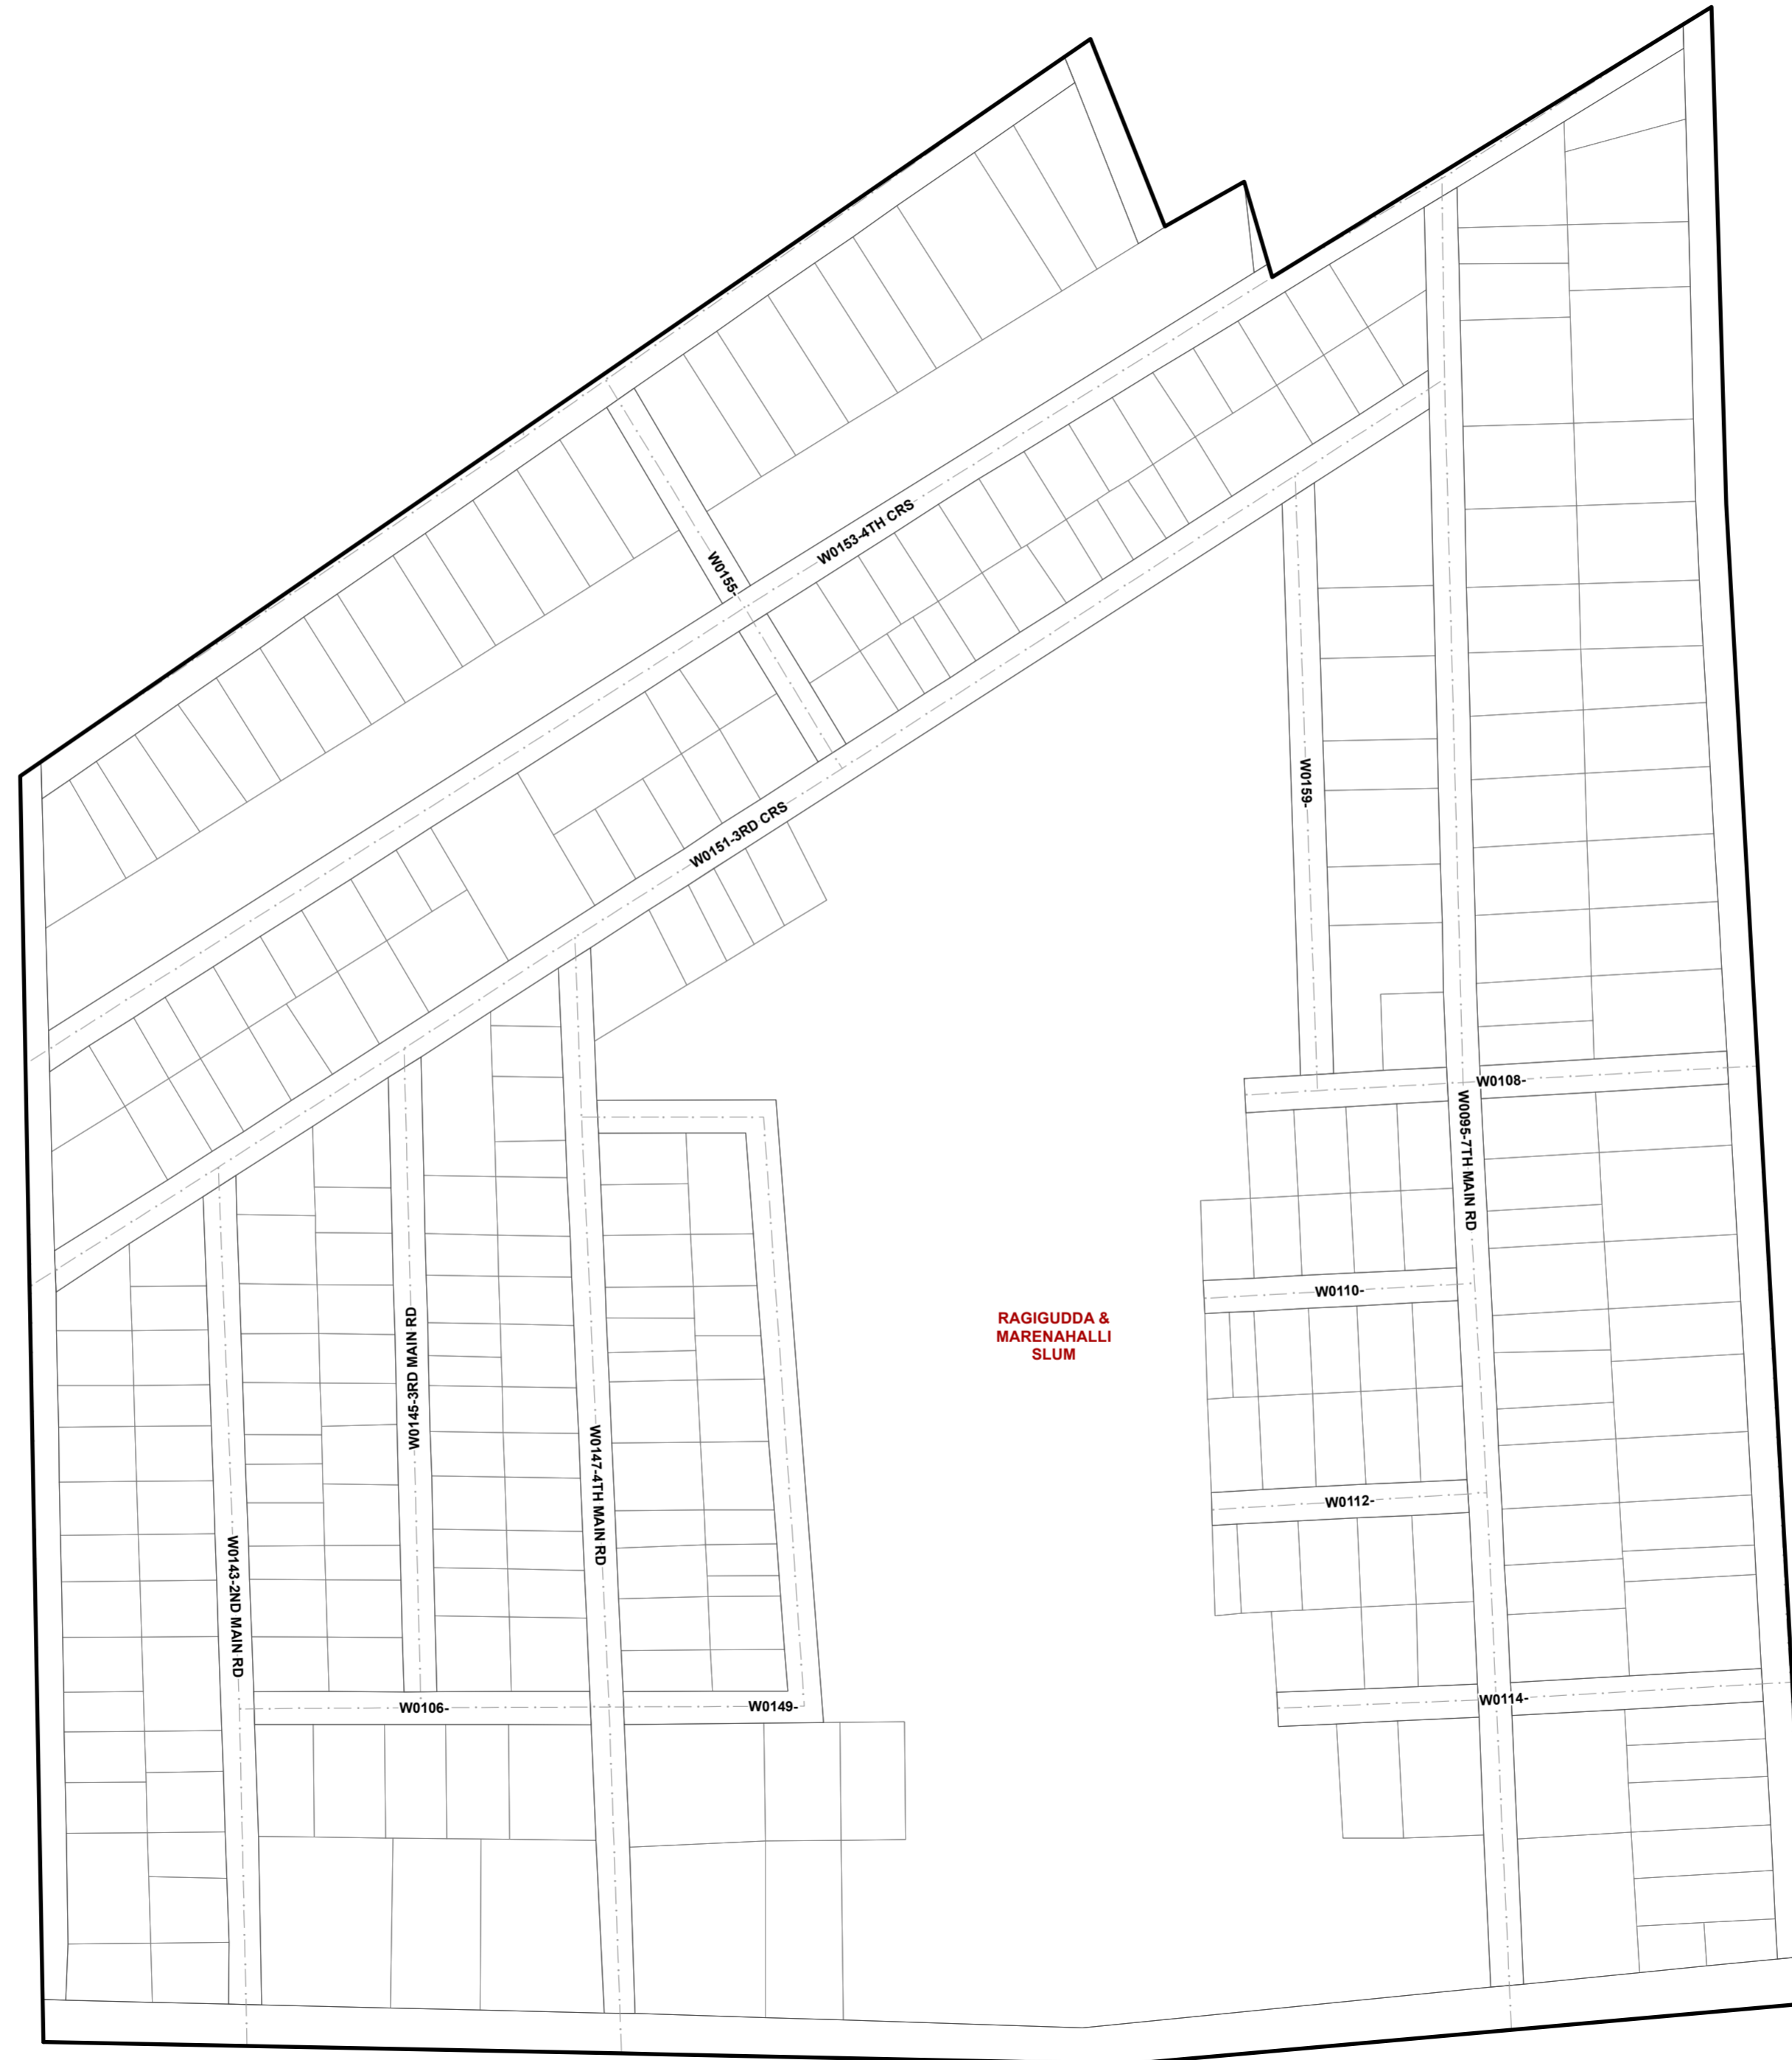 W0153-4TH CRS
W0155-
W0159-
W0151-3RD CRS
W0108-
W0095-7TH MAIN RD
W0110-
RAGIGUDDA &
MARENAHALLI
SLUM
W0145-3RD MAIN RD
W0147-4TH MAIN RD
W0112-
W0143-2ND MAIN RD
W0114-
W0106-
W0149-